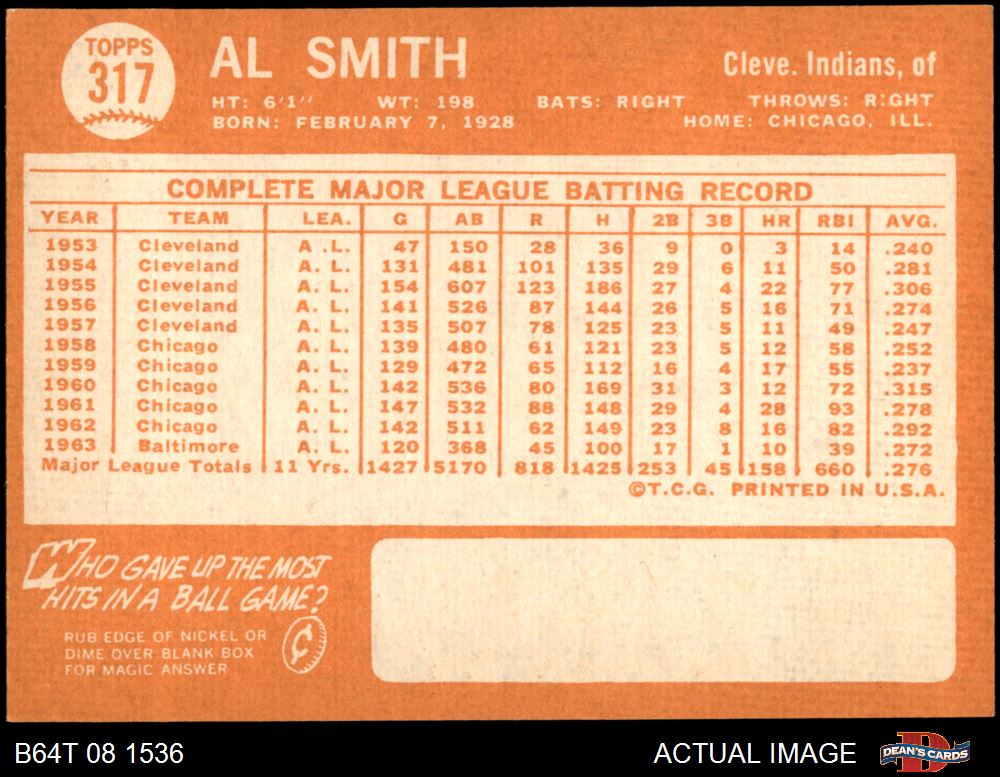 TOPPS
317
AL SMITH
Cleve. Indians, of
HT: 6'1" WT: 198 BATS: RIGHT THROWS: RIGHT
BORN: FEBRUARY 7, 1928 HOME: CHICAGO, ILL.
COMPLETE MAJOR LEAGUE BATTING RECORD
YEAR TEAM LEA. G AB R H 2B 3B HR RBI AVG.
1953 Cleveland A. L. 47 150 28 36 9 0 3 14 .240
1954 Cleveland A. L. 131 481 101 135 29 6 11 50 .281
1955 Cleveland A. L. 154 607 123 186 27 4 22 77 .306
1956 Cleveland A. L. 141 526 87 144 26 5 16 71 .274
1957 Cleveland A. L. 135 507 78 125 23 5 11 49 .247
1958 Chicago A. L. 139 480 61 121 23 5 12 58 .252
1959 Chicago A. L. 129 472 65 112 16 4 17 55 .237
1960 Chicago A. L. 142 536 80 169 31 3 12 72 .315
1961 Chicago A. L. 147 532 88 148 29 4 28 93 .278
1962 Chicago A. L. 142 511 62 149 23 8 16 82 .292
1963 Baltimore A. L. 120 368 45 100 17 1 10 39 .272
Major League Totals 11 Yrs. 1427 5170 818 1425 253 45 158 660 .276
©T.C.G. PRINTED IN U.S.A.
WHO GAVE UP THE MOST
HITS IN A BALL GAME?
RUB EDGE OF NICKEL OR
DIME OVER BLANK BOX
FOR MAGIC ANSWER
¢
B64T 08 1536 ACTUAL IMAGE
D
DEAN'S CARDS